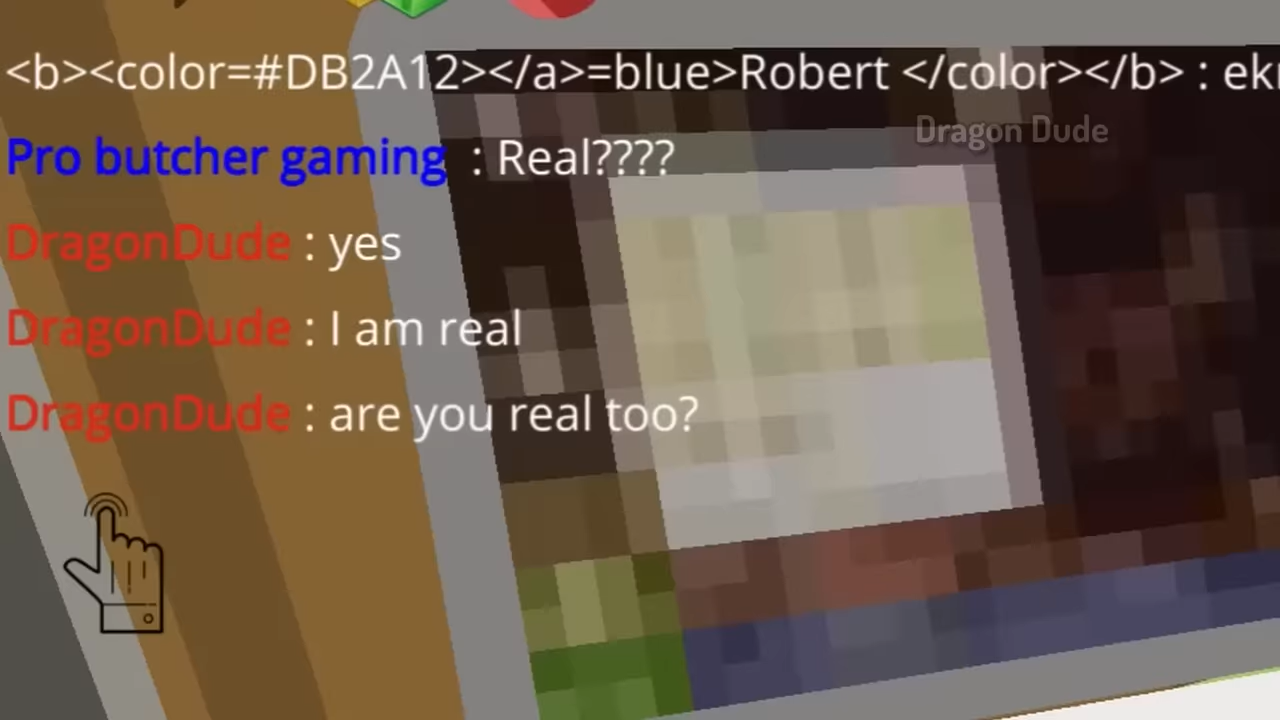 <b><color=#DB2A12></a>=blue>Robert </color></b> : ek
Dragon Dude
Pro butcher gaming : Real????
DragonDude : yes
DragonDude : I am real
DragonDude : are you real too?